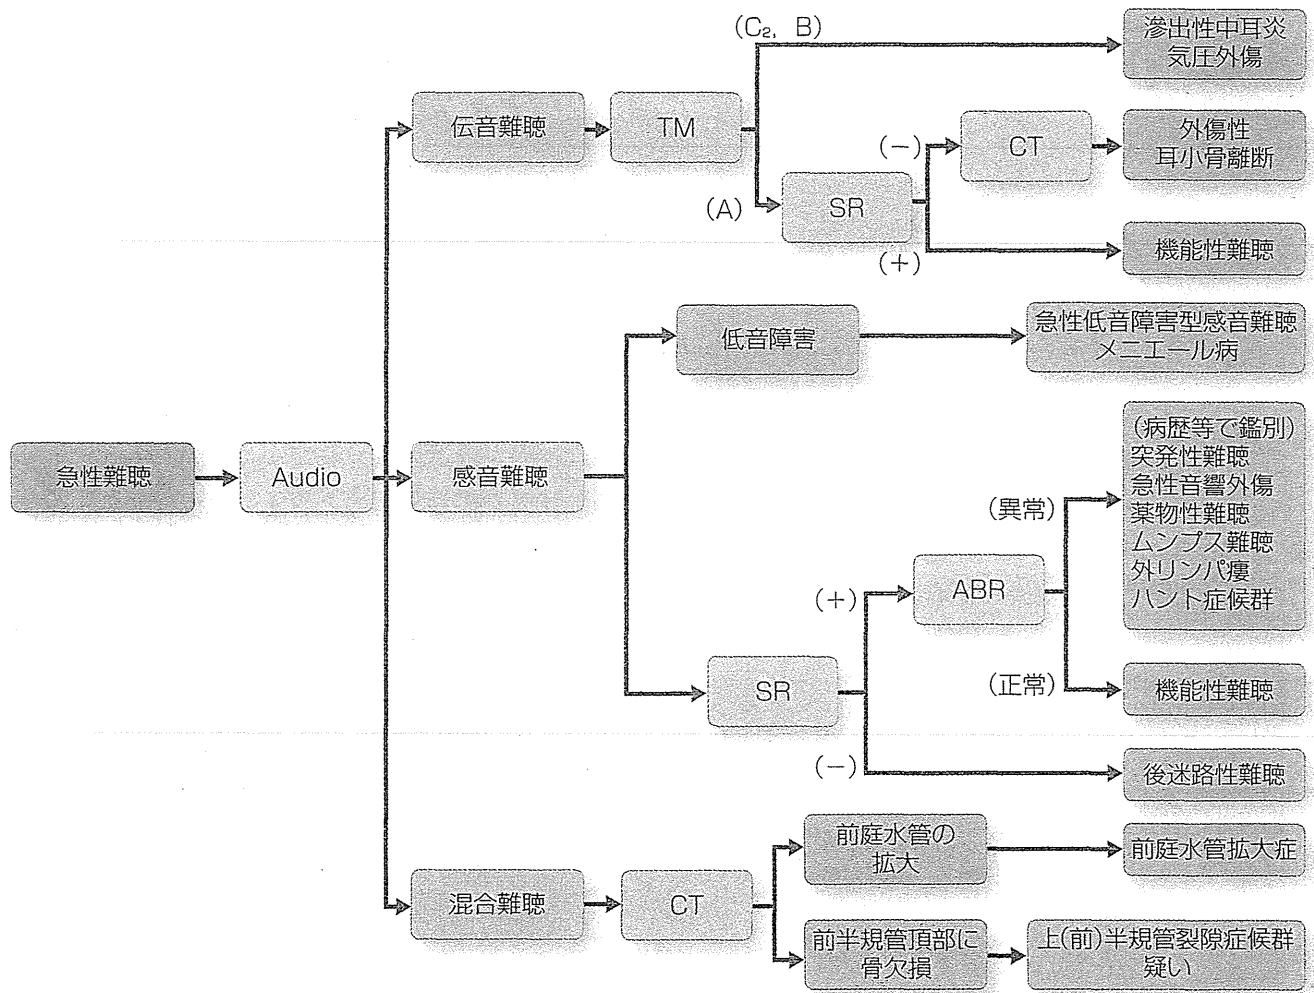 急性難聴
Audio
伝音難聴
TM
(C₂, B)
滲出性中耳炎
気圧外傷
(A)
SR
(−)
CT
外傷性
耳小骨離断
(+)
機能性難聴
感音難聴
低音障害
急性低音障害型感音難聴
メニエール病
SR
(+)
ABR
(異常)
(病歴等で鑑別)
突発性難聴
急性音響外傷
薬物性難聴
ムンプス難聴
外リンパ瘻
ハント症候群
(正常)
機能性難聴
(−)
後迷路性難聴
混合難聴
CT
前庭水管の
拡大
前庭水管拡大症
前半規管頂部に
骨欠損
上(前)半規管裂隙症候群
疑い